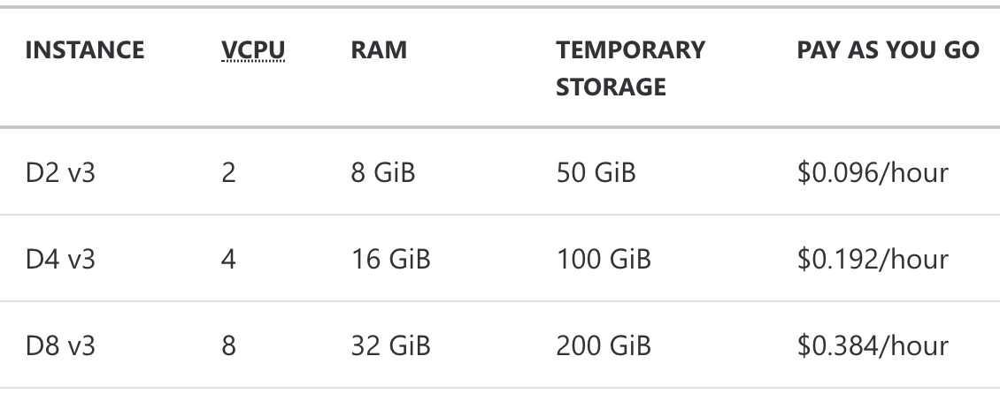 INSTANCE VCPU RAM TEMPORARY STORAGE PAY AS YOU GO
D2 v3 2 8 GiB 50 GiB $0.096/hour
D4 v3 4 16 GiB 100 GiB $0.192/hour
D8 v3 8 32 GiB 200 GiB $0.384/hour